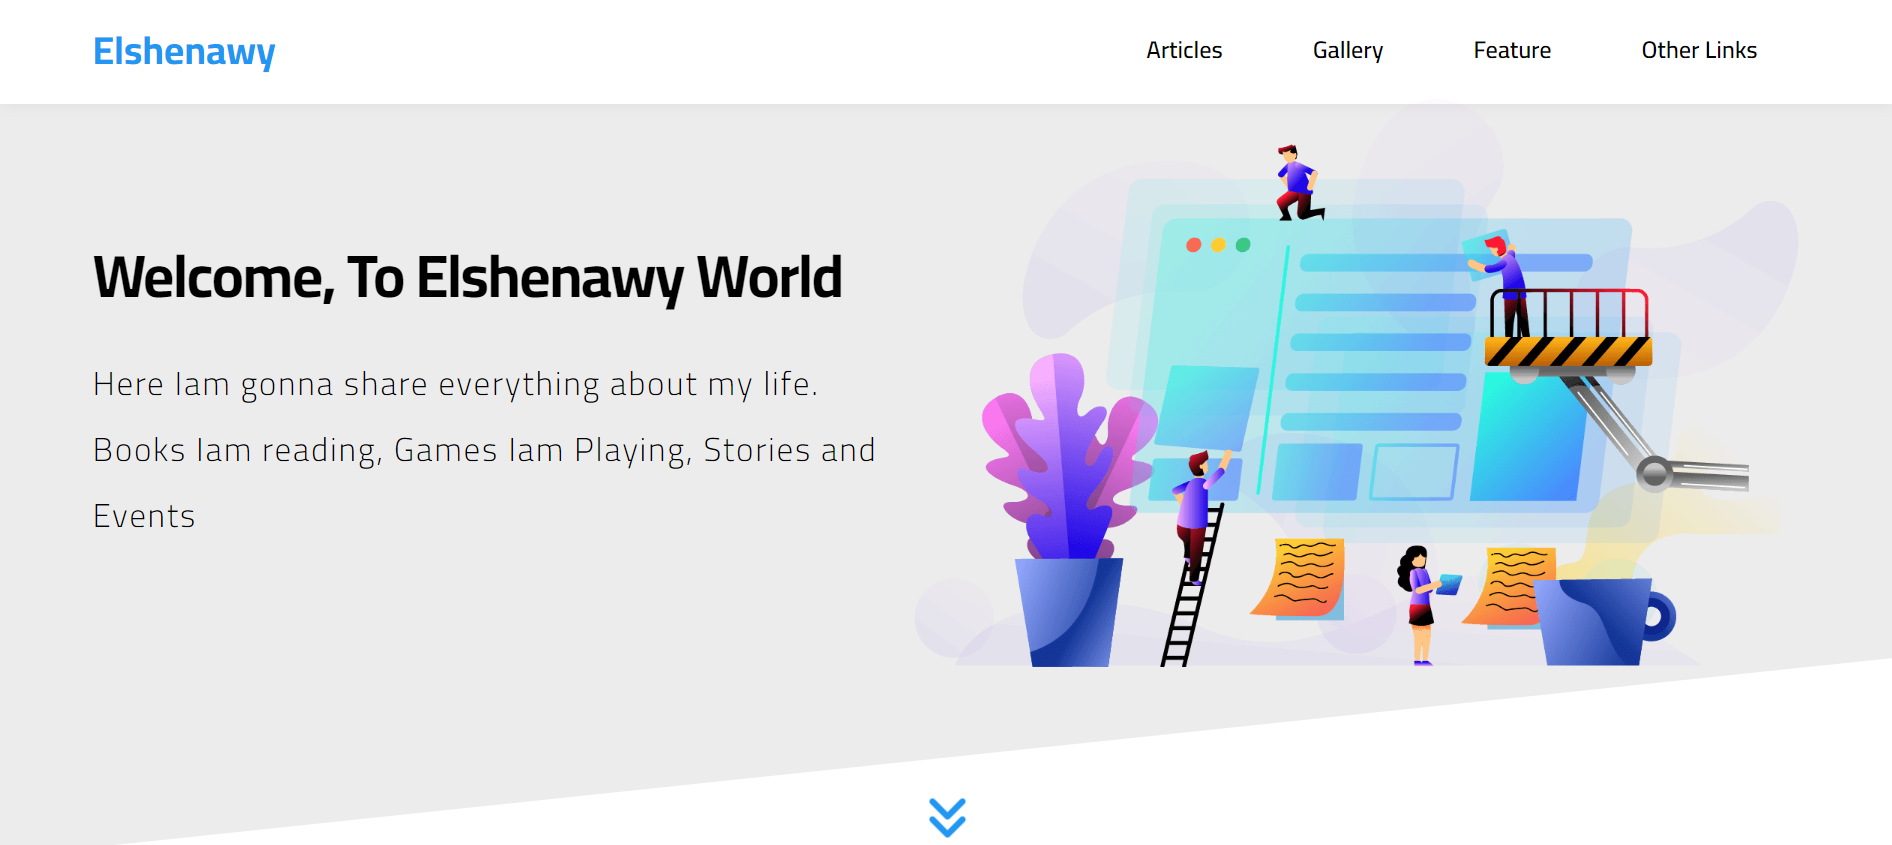 Elshenawy
Articles Gallery Feature Other Links
Welcome, To Elshenawy World
Here Iam gonna share everything about my life.
Books Iam reading, Games Iam Playing, Stories and
Events